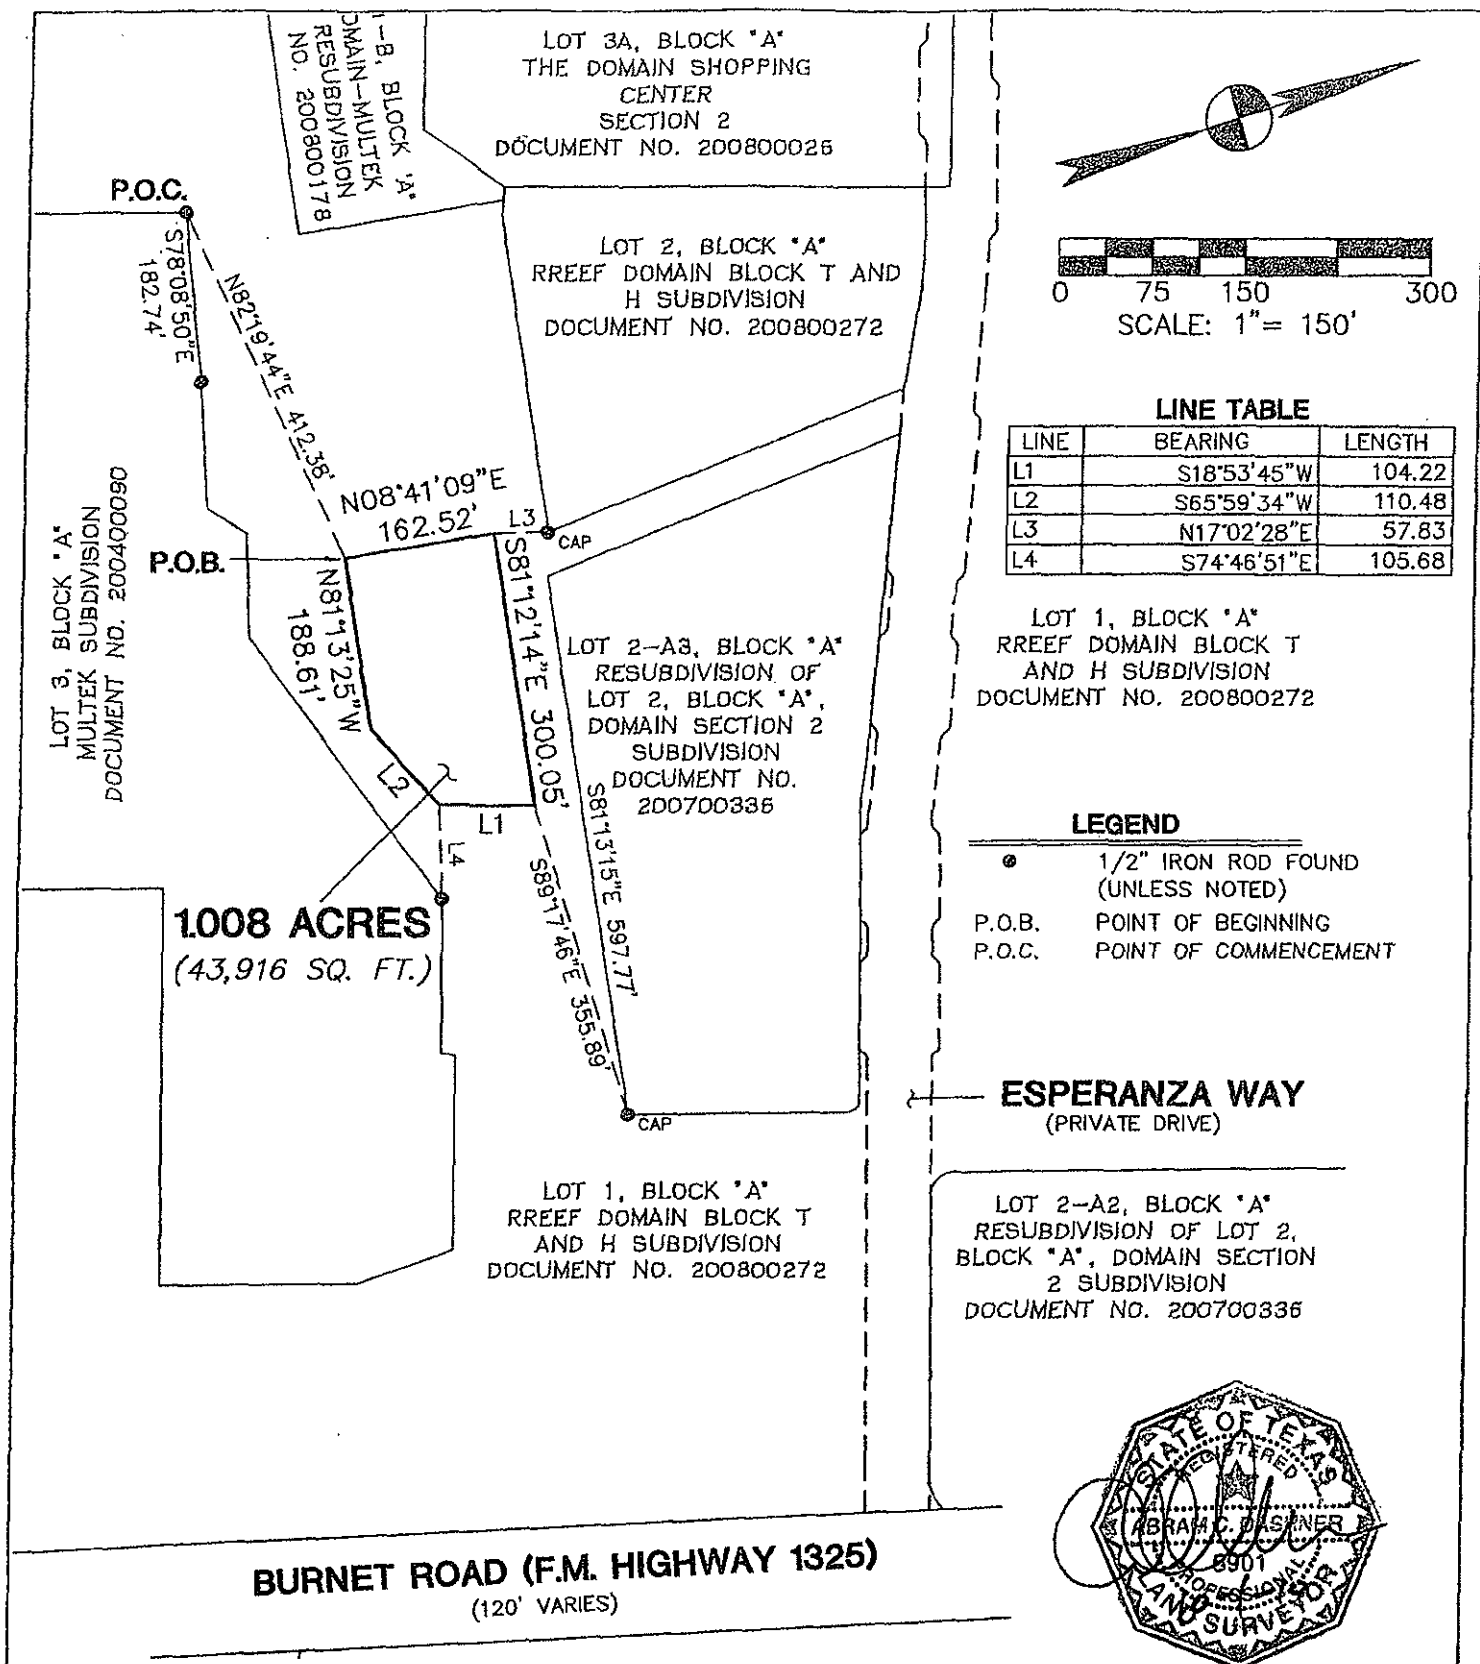 1-B, BLOCK 'A'
OMAIN-MULTEK
RESUBDIVISION
NO. 200800178
LOT 3A, BLOCK "A"
THE DOMAIN SHOPPING
CENTER
SECTION 2
DOCUMENT NO. 200800026
P.O.C.
S78°08'50"E
182.74'
N82°19'44"E 412.38'
LOT 2, BLOCK "A"
RREEF DOMAIN BLOCK T AND
H SUBDIVISION
DOCUMENT NO. 200800272
0 75 150 300
SCALE: 1"= 150'
LINE TABLE
LINE BEARING LENGTH
L1 S18°53'45"W 104.22
L2 S65°59'34"W 110.48
L3 N17°02'28"E 57.83
L4 S74°46'51"E 105.68
LOT 3, BLOCK "A"
MULTEK SUBDIVISION
DOCUMENT NO. 200400090
N08°41'09"E
162.52'
L3
CAP
P.O.B.
N81°13'25"W
188.61'
S81°12'14"E 300.05'
L2
L1
L4
LOT 2-A3, BLOCK "A"
RESUBDIVISION OF
LOT 2, BLOCK "A",
DOMAIN SECTION 2
SUBDIVISION
DOCUMENT NO.
200700336
S81°13'15"E 597.77'
S89°17'46"E 355.89'
CAP
LOT 1, BLOCK "A"
RREEF DOMAIN BLOCK T
AND H SUBDIVISION
DOCUMENT NO. 200800272
1.008 ACRES
(43,916 SQ. FT.)
LEGEND
1/2" IRON ROD FOUND
(UNLESS NOTED)
P.O.B. POINT OF BEGINNING
P.O.C. POINT OF COMMENCEMENT
ESPERANZA WAY
(PRIVATE DRIVE)
LOT 1, BLOCK "A"
RREEF DOMAIN BLOCK T
AND H SUBDIVISION
DOCUMENT NO. 200800272
LOT 2-A2, BLOCK "A"
RESUBDIVISION OF LOT 2,
BLOCK "A", DOMAIN SECTION
2 SUBDIVISION
DOCUMENT NO. 200700336
BURNET ROAD (F.M. HIGHWAY 1325)
(120' VARIES)
STATE OF TEXAS
REGISTERED
ABRAM C. DASHNER
5901
PROFESSIONAL
LAND SURVEYOR